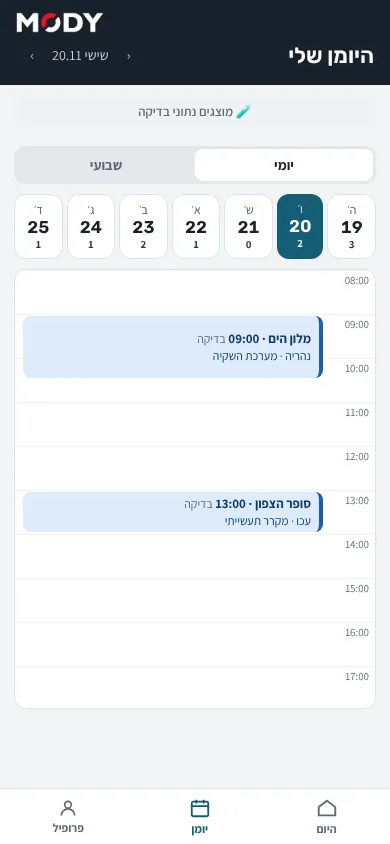 MODY
היומן שלי
‹ שישי 20.11 ›
🧪 מוצגים נתוני בדיקה
יומי
שבועי
ה׳ 19 3
ו׳ 20 2
ש׳ 21 0
א׳ 22 1
ב׳ 23 2
ג׳ 24 1
ד׳ 25 1
08:00
09:00
מלון הים · 09:00 בדיקה
נהריה · מערכת השקיה
10:00
11:00
12:00
13:00
סופר הצפון · 13:00 בדיקה
עכו · מקרר תעשייתי
14:00
15:00
16:00
17:00
היום
יומן
פרופיל